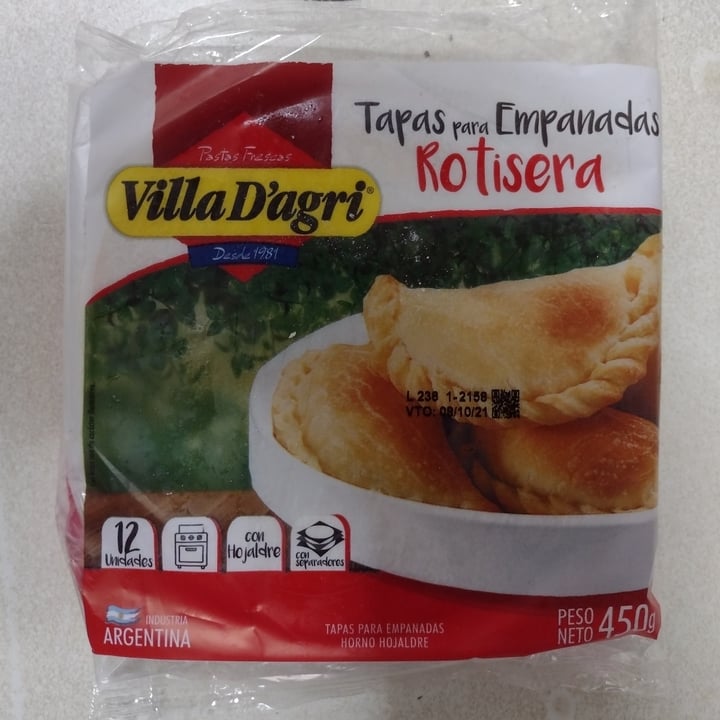 Tapas para Empanadas
Rotisera
Pastas Frescas
Villa D'agri®
Desde 1981
L 238 1-2158
VTO: 08/10/21
12
Unidades
con
Hojaldre
con
separadores
INDUSTRIA
ARGENTINA
TAPAS PARA EMPANADAS
HORNO HOJALDRE
PESO
NETO 450g